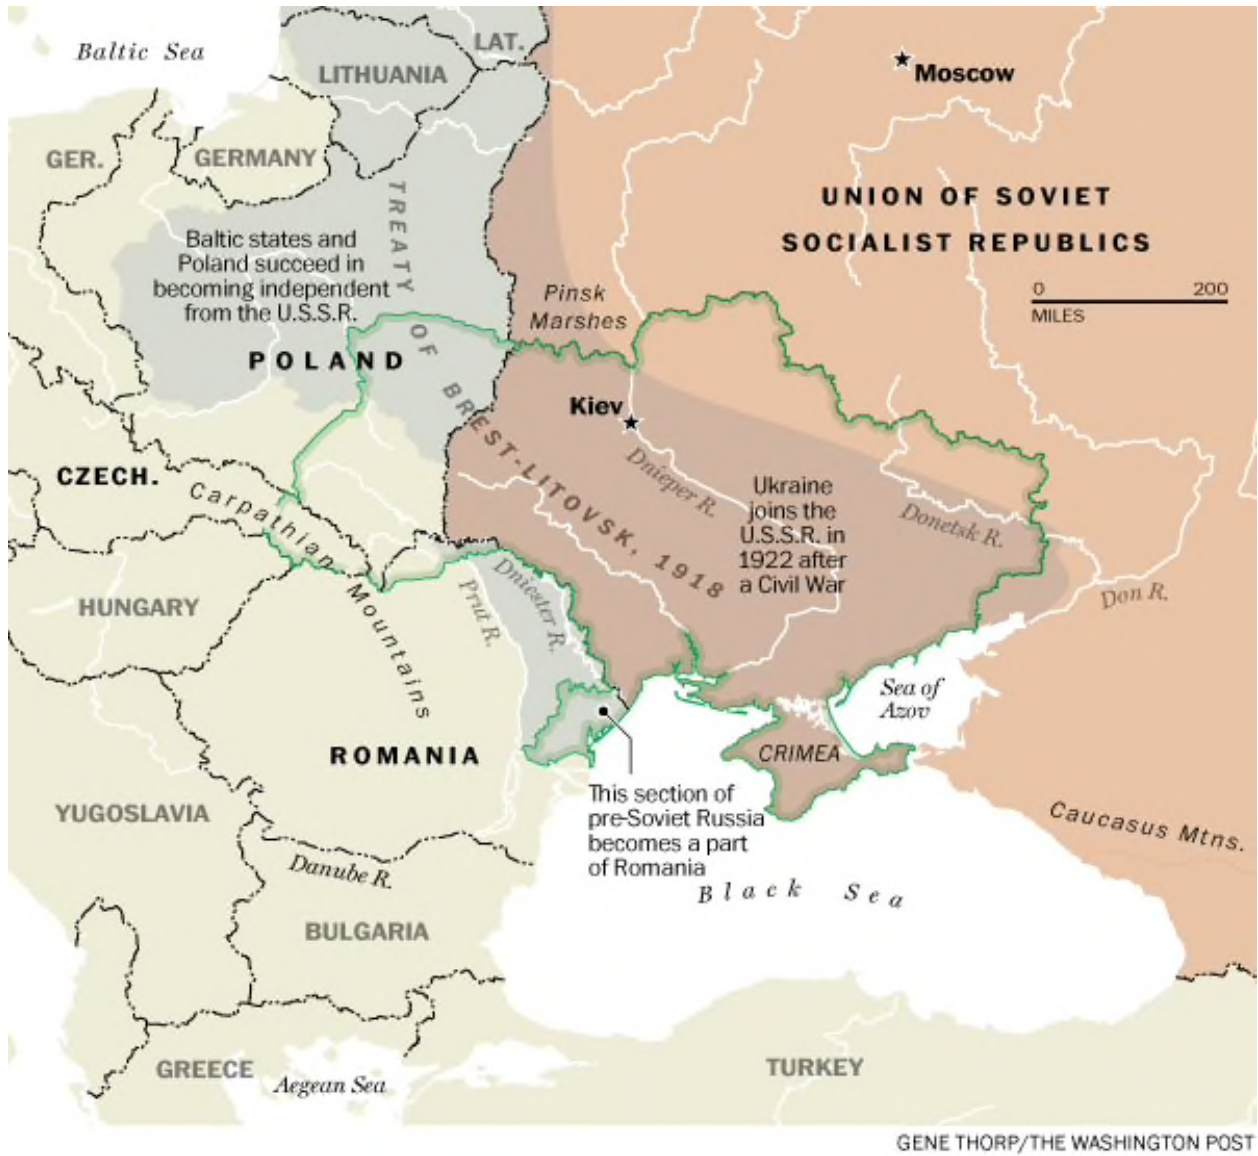 Baltic Sea
LAT.
LITHUANIA
Moscow
GER.
GERMANY
UNION OF SOVIET
SOCIALIST REPUBLICS
TREATY OF BREST-LITOVSK, 1918
Baltic states and
Poland succeed in
becoming independent
from the U.S.S.R.
Pinsk
Marshes
0 200
MILES
POLAND
Kiev
CZECH.
Carpathian Mountains
Dnieper R.
Ukraine
joins the
U.S.S.R. in
1922 after
a Civil War
Donetsk R.
Don R.
HUNGARY
Prut R.
Dniester R.
Sea of
Azov
ROMANIA
CRIMEA
This section of
pre-Soviet Russia
becomes a part
of Romania
YUGOSLAVIA
Caucasus Mtns.
Danube R.
Black Sea
BULGARIA
GREECE
Aegean Sea
TURKEY
GENE THORP/THE WASHINGTON POST